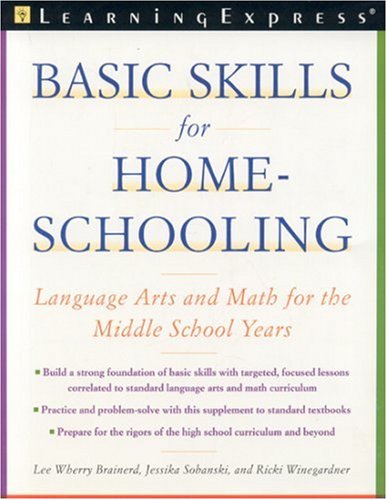 LEARNINGEXPRESS®
BASIC SKILLS
for
HOME-
SCHOOLING
Language Arts and Math for the
Middle School Years
Build a strong foundation of basic skills with targeted, focused lessons
correlated to standard language arts and math curriculum
Practice and problem-solve with this supplement to standard textbooks
Prepare for the rigors of the high school curriculum and beyond
Lee Wherry Brainerd, Jessika Sobanski, and Ricki Winegardner